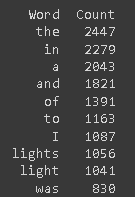 Word Count
the 2447
in 2279
a 2043
and 1821
of 1391
to 1163
I 1087
lights 1056
light 1041
was 830